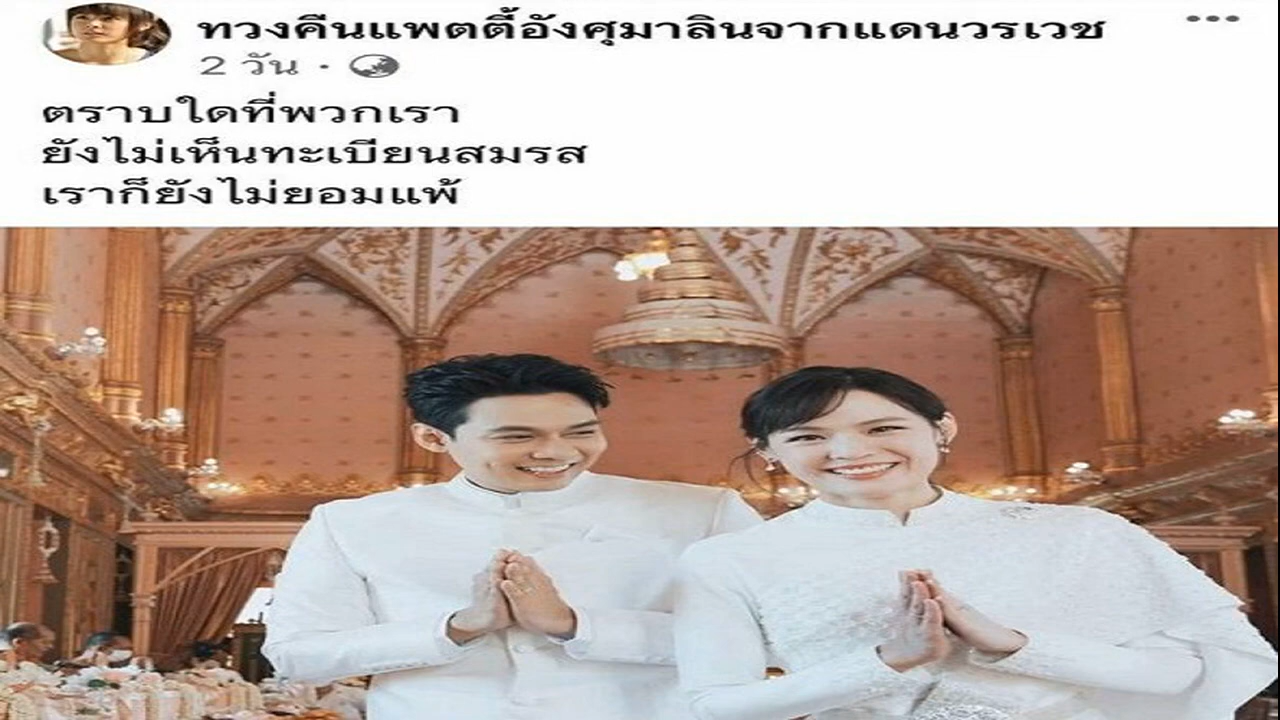 ทวงคืนแพตตี้อังศุมาลินจากแดนวรเวช
2 วัน
ตราบใดที่พวกเรา
ยังไม่เห็นทะเบียนสมรส
เราก็ยังไม่ยอมแพ้